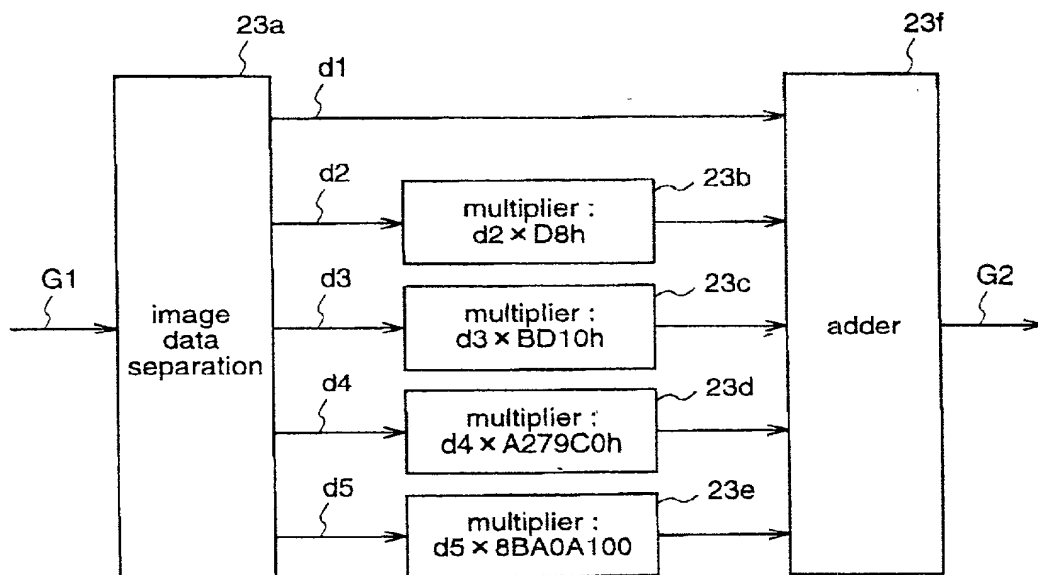 23a
23f
d1
d2
23b
multiplier :
d2 × D8h
G1
d3
23c
G2
image
data
separation
multiplier :
d3 × BD10h
adder
d4
23d
multiplier :
d4 × A279C0h
d5
23e
multiplier :
d5 × 8BA0A100